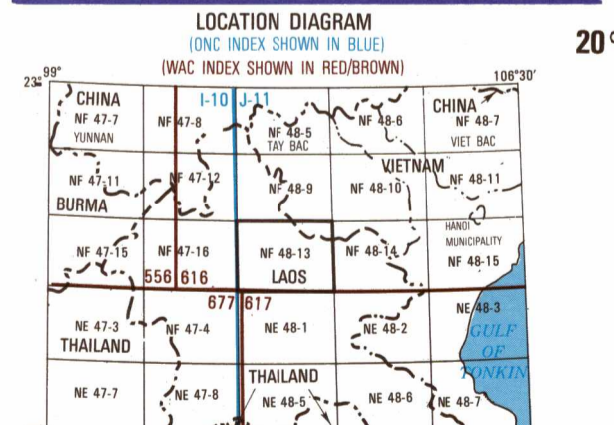 LOCATION DIAGRAM
(ONC INDEX SHOWN IN BLUE)
(WAC INDEX SHOWN IN RED/BROWN)
20°
23° 99°
106°30'
CHINA
I-10 J-11
CHINA
NF 47-7
NF 47-8
NF 48-5
NF 48-6
NF 48-7
YUNNAN
TAY BAC
VIET BAC
VIETNAM
NF 47-11
NF 47-12
NF 48-9
NF 48-10
NF 48-11
BURMA
HANOI
MUNICIPALITY
NF 47-15
NF 47-16
NF 48-13
NF 48-14
NF 48-15
556 616
LAOS
677 617
NE 48-3
NE 47-3
NF 47-4
NE 48-1
NE 48-2
GULF
OF
TONKIN
THAILAND
THAILAND
NE 47-7
NE 47-8
NE 48-5
NE 48-6
NE 48-7